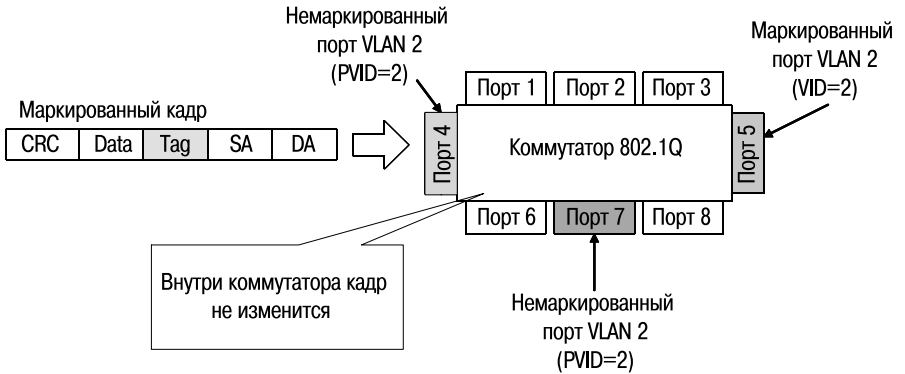 Немаркированный
порт VLAN 2
(PVID=2)
Маркированный
порт VLAN 2
(VID=2)
Маркированный кадр
CRC Data Tag SA DA
Порт 1 Порт 2 Порт 3
Порт 4
Коммутатор 802.1Q
Порт 5
Порт 6 Порт 7 Порт 8
Внутри коммутатора кадр
не изменится
Немаркированный
порт VLAN 2
(PVID=2)